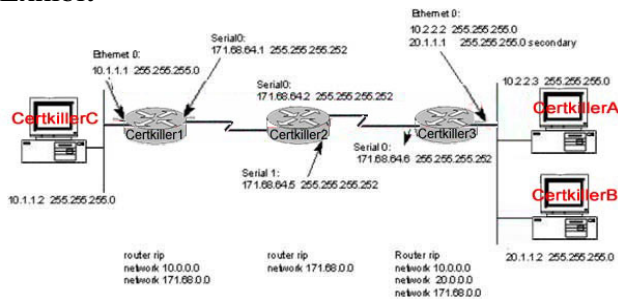 Ethernet 0:
10.2.2.2 255.255.255.0
20.1.1.1 255.255.255.0 secondary
Serial0:
171.68.64.1 255.255.255.252
Ethernet 0:
10.1.1.1 255.255.255.0
Serial0:
171.68.64.2 255.255.255.252
10.2.2.3 255.255.255.0
CertkillerC
Certkiller1
Certkiller2
Certkiller3
CertkillerA
Serial 0:
171.68.64.6 255.255.255.252
Serial 1:
171.68.64.5 255.255.255.252
CertkillerB
10.1.1.2 255.255.255.0
20.1.1.2 255.255.255.0
router rip
network 10.0.0.0
network 171.68.0.0
router rip
network 171.68.0.0
Router rip
network 10.0.0.0
network 20.0.0.0
network 171.68.0.0